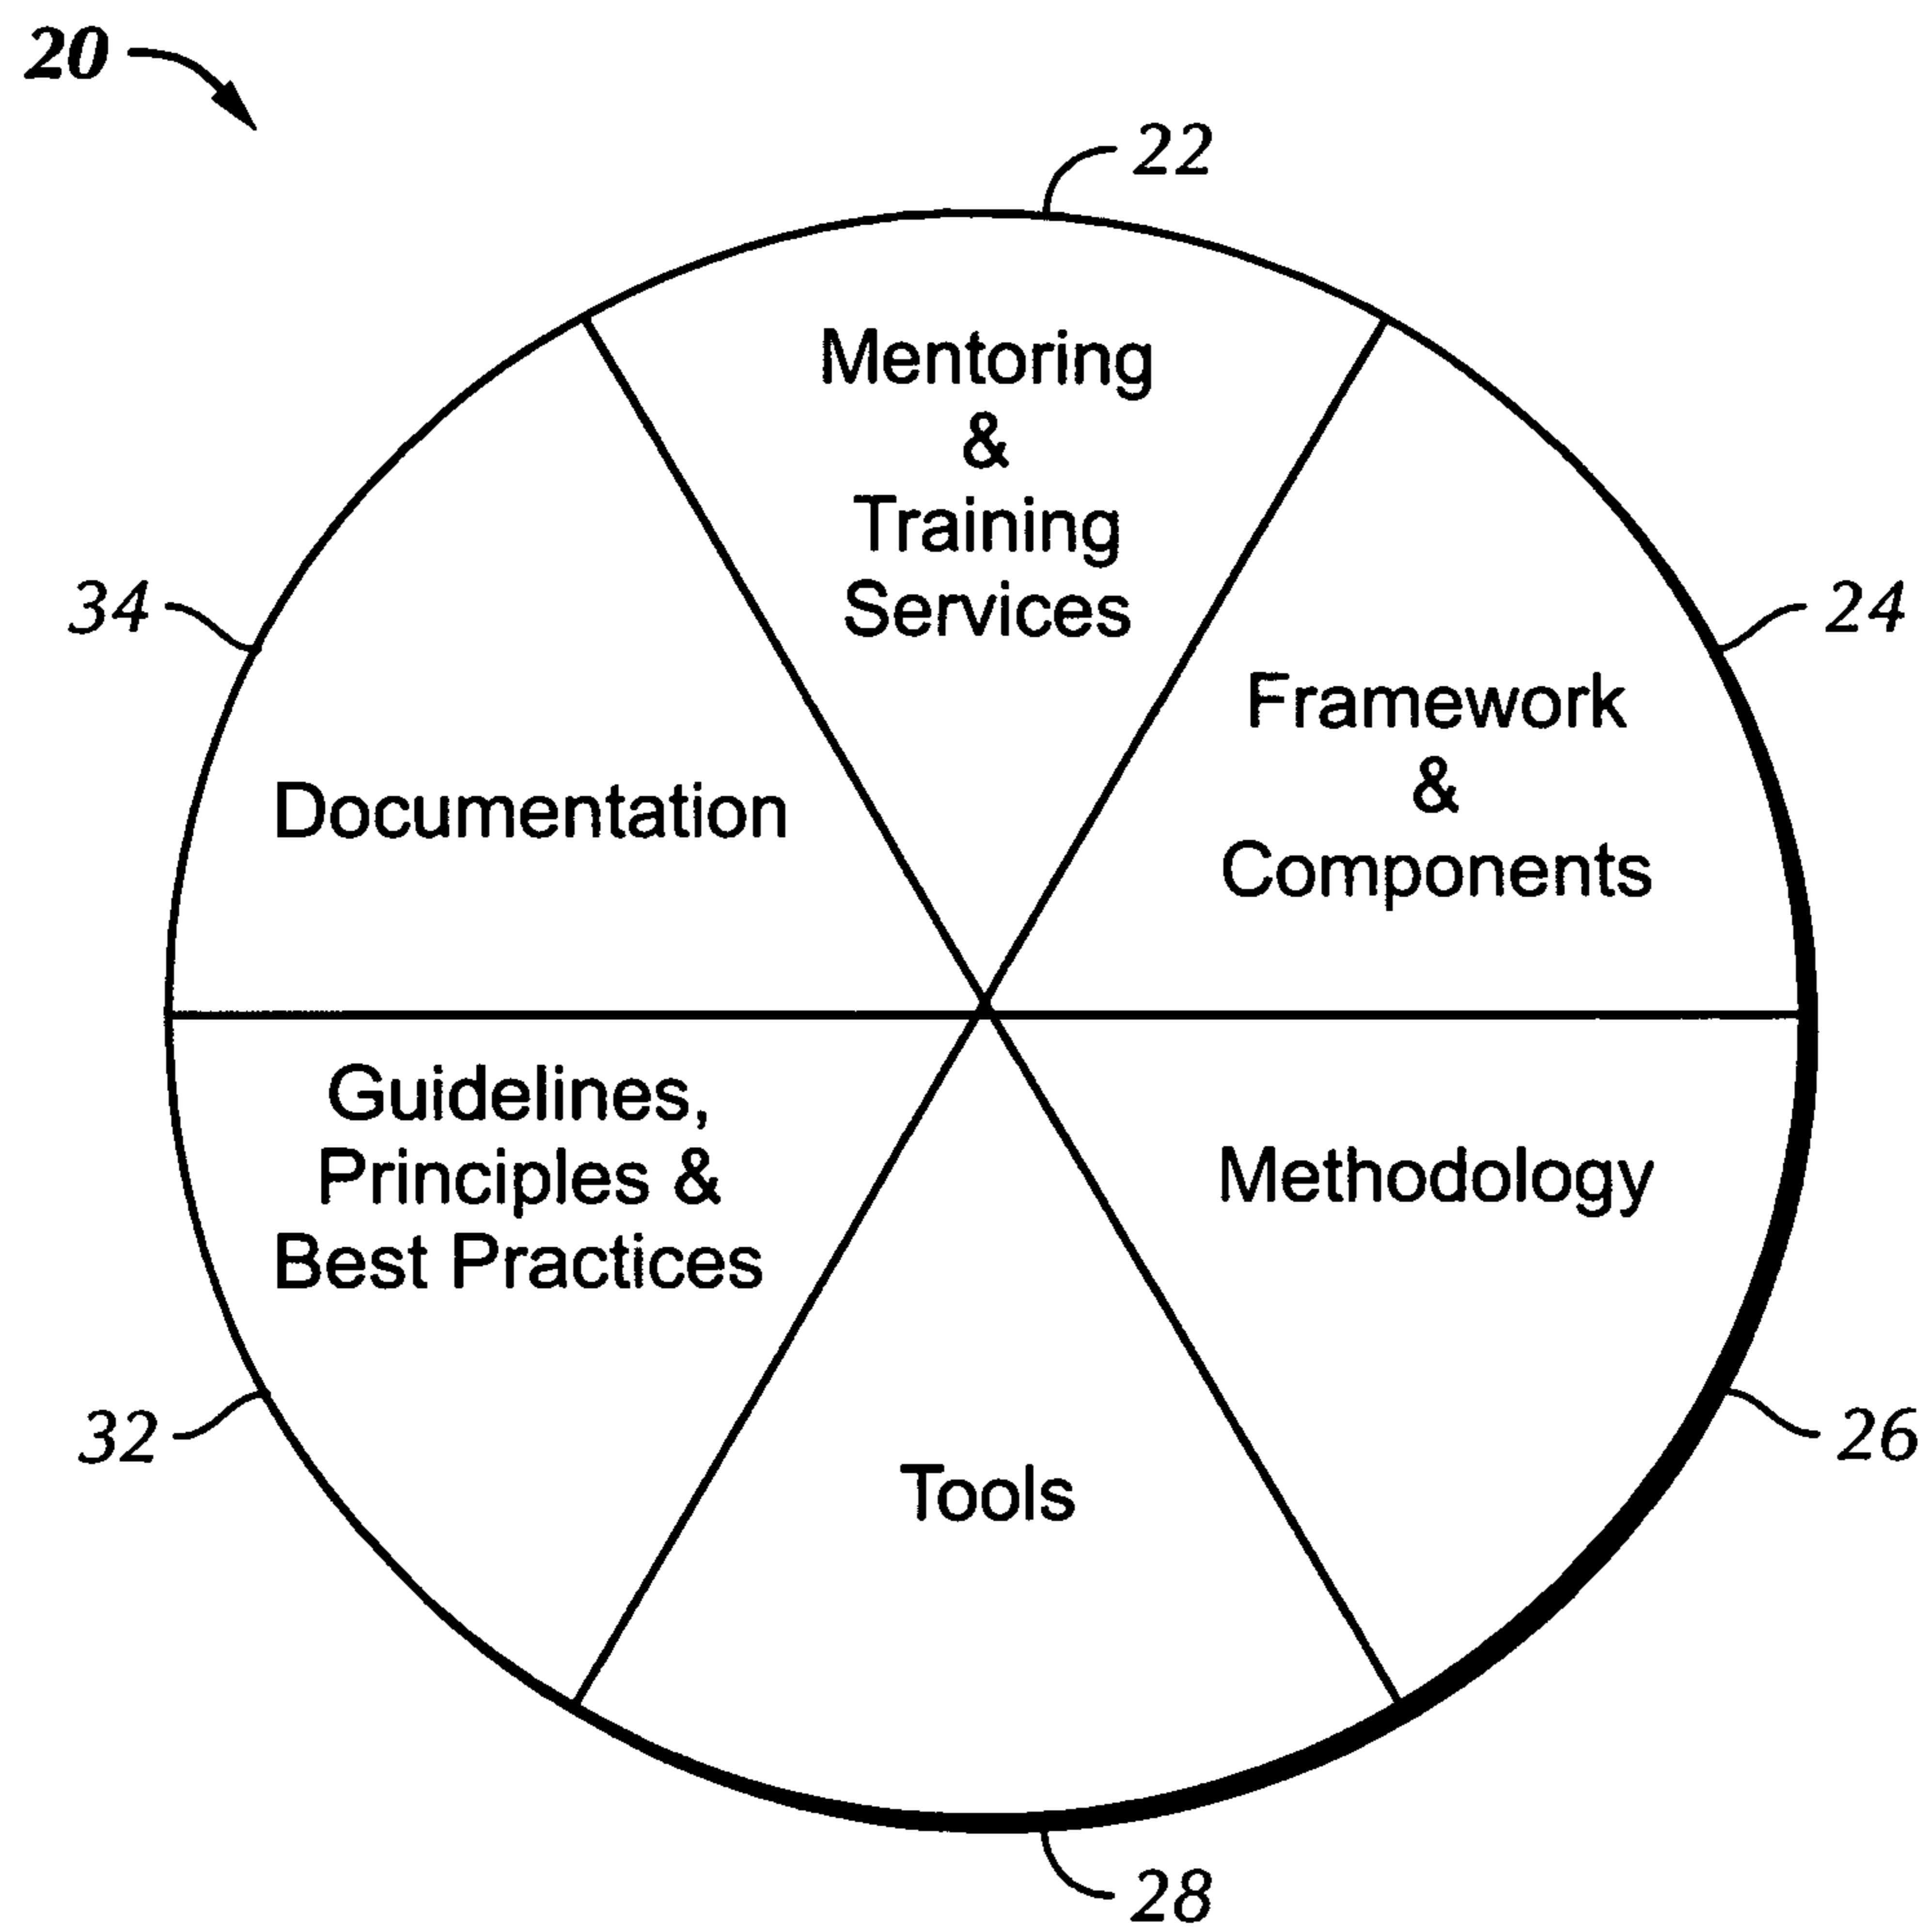 20
22
Mentoring
&
Training
Services
34
24
Framework
&
Components
Documentation
Guidelines,
Principles &
Best Practices
Methodology
32
26
Tools
28